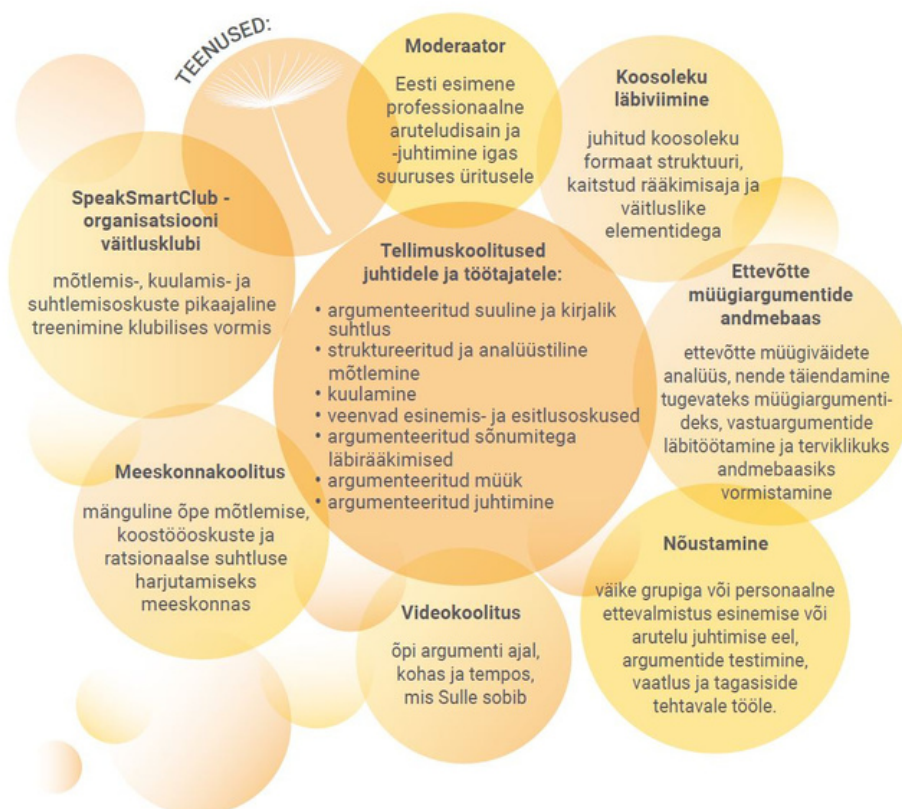 TEENUSED:
Moderaator
Eesti esimene
professionaalne
aruteludisain ja
-juhtimine igas
suuruses üritusele
Koosoleku
läbiviimine
juhitud koosoleku
formaat struktuuri,
kaitstud rääkimisaja ja
väitluslike
elementidega
SpeakSmartClub -
organisatsiooni
väitlusklubi
mõtlemis-, kuulamis- ja
suhtlemisoskuste pikaajaline
treenimine klubilises vormis
Tellimuskoolitused
juhtidele ja töötajatele:
• argumenteeritud suuline ja kirjalik
suhtlus
• struktureeritud ja analüüstiline
mõtlemine
• kuulamine
• veenvad esinemis- ja esitlusoskused
• argumenteeritud sõnumitega
läbirääkimised
• argumenteeritud müük
• argumenteeritud juhtimine
Ettevõtte
müügiargumentide
andmebaas
ettevõtte müügiväidete
analüüs, nende täiendamine
tugevateks müügiargumenti-
deks, vastuargumentide
läbitöötamine ja terviklikuks
andmebaasiks
vormistamine
Meeskonnakoolitus
mänguline õpe mõtlemise,
koostööoskuste ja
ratsionaalse suhtluse
harjutamiseks
meeskonnas
Videokoolitus
õpi argumenti ajal,
kohas ja tempos,
mis Sulle sobib
Nõustamine
väike grupiga või personaalne
ettevalmistus esinemise või
arutelu juhtimise eel,
argumentide testimine,
vaatlus ja tagasiside
tehtavale tööle.